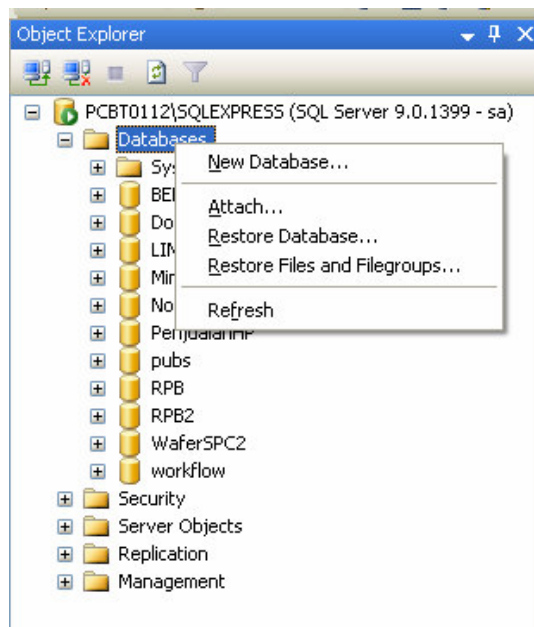 Object Explorer
PCBT0112\SQLEXPRESS (SQL Server 9.0.1399 - sa)
Databases
New Database...
Attach...
Restore Database...
Restore Files and Filegroups...
Refresh
pubs
RPB
RPB2
WaferSPC2
workflow
Security
Server Objects
Replication
Management